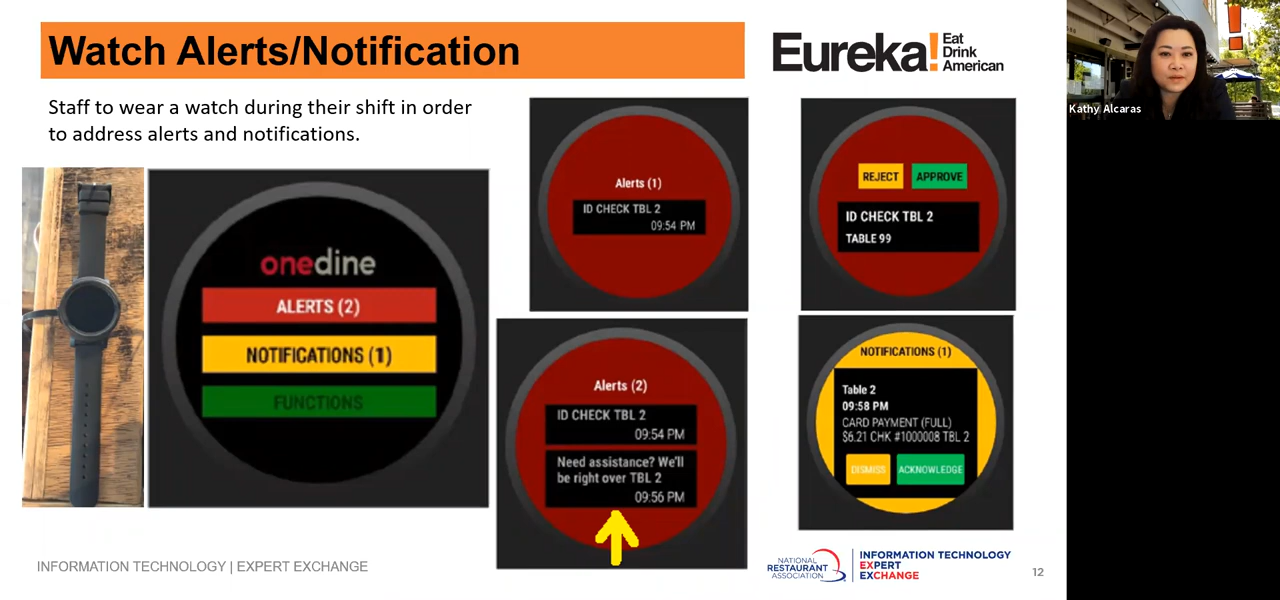 Watch Alerts/Notification
Eureka!
Eat
Drink
American
Kathy Alcaras
Staff to wear a watch during their shift in order
to address alerts and notifications.
onedine
ALERTS (2)
NOTIFICATIONS (1)
FUNCTIONS
Alerts (1)
ID CHECK TBL 2
09:54 PM
REJECT
APPROVE
ID CHECK TBL 2
TABLE 99
Alerts (2)
ID CHECK TBL 2
09:54 PM
Need assistance? We'll
be right over TBL 2
09:56 PM
NOTIFICATIONS (1)
Table 2
09:58 PM
CARD PAYMENT (FULL)
$6.21 CHK #1000008 TBL 2
DISMISS
ACKNOWLEDGE
INFORMATION TECHNOLOGY | EXPERT EXCHANGE
NATIONAL
RESTAURANT
ASSOCIATION
INFORMATION TECHNOLOGY
EXPERT
EXCHANGE
12